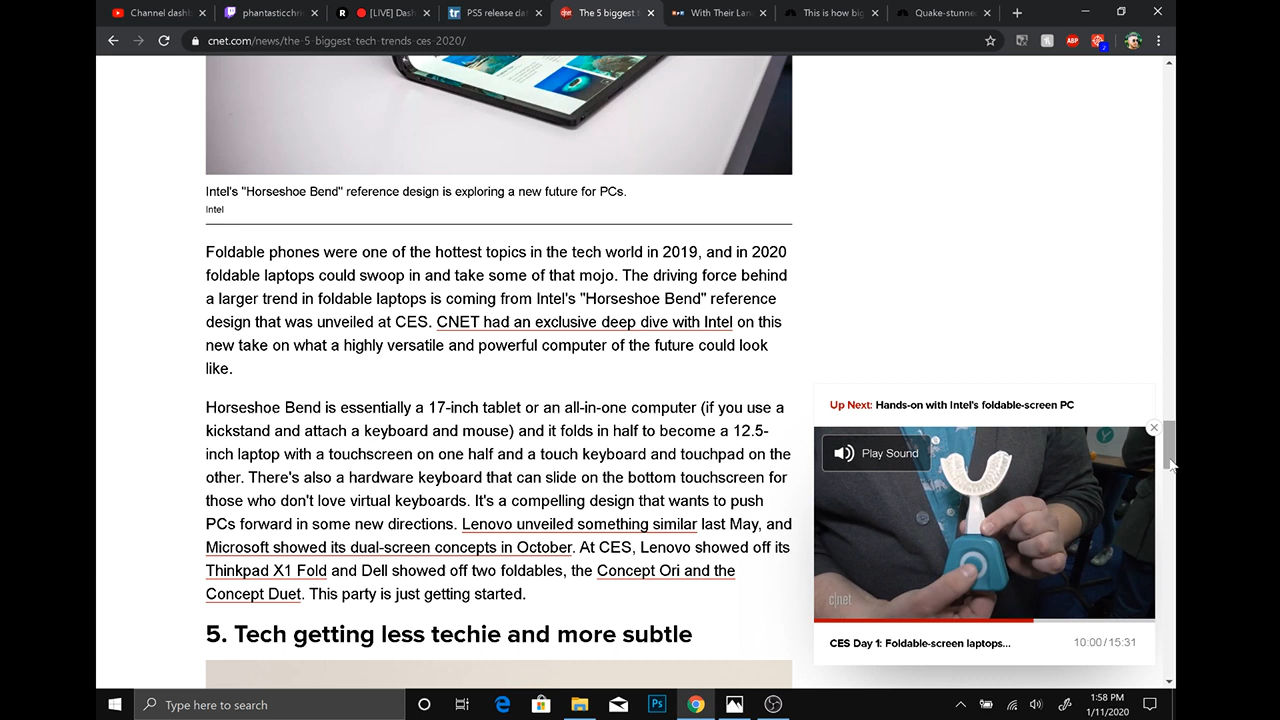 Channel dashb
phantasticchri
[LIVE] Dash
PS5 release dat
The 5 biggest t
With Their Lan
This is how big
Quake-stunne
cnet.com/news/the-5-biggest-tech-trends-ces-2020/
ABP
2
Intel's "Horseshoe Bend" reference design is exploring a new future for PCs.
Intel
Foldable phones were one of the hottest topics in the tech world in 2019, and in 2020
foldable laptops could swoop in and take some of that mojo. The driving force behind
a larger trend in foldable laptops is coming from Intel's "Horseshoe Bend" reference
design that was unveiled at CES. CNET had an exclusive deep dive with Intel on this
new take on what a highly versatile and powerful computer of the future could look
like.
Horseshoe Bend is essentially a 17-inch tablet or an all-in-one computer (if you use a
kickstand and attach a keyboard and mouse) and it folds in half to become a 12.5-
inch laptop with a touchscreen on one half and a touch keyboard and touchpad on the
other. There's also a hardware keyboard that can slide on the bottom touchscreen for
those who don't love virtual keyboards. It's a compelling design that wants to push
PCs forward in some new directions. Lenovo unveiled something similar last May, and
Microsoft showed its dual-screen concepts in October. At CES, Lenovo showed off its
Thinkpad X1 Fold and Dell showed off two foldables, the Concept Ori and the
Concept Duet. This party is just getting started.
5. Tech getting less techie and more subtle
Up Next: Hands-on with Intel's foldable-screen PC
Play Sound
c|net
CES Day 1: Foldable-screen laptops...
10:00 / 15:31
Type here to search
Ps
1:58 PM
1/11/2020